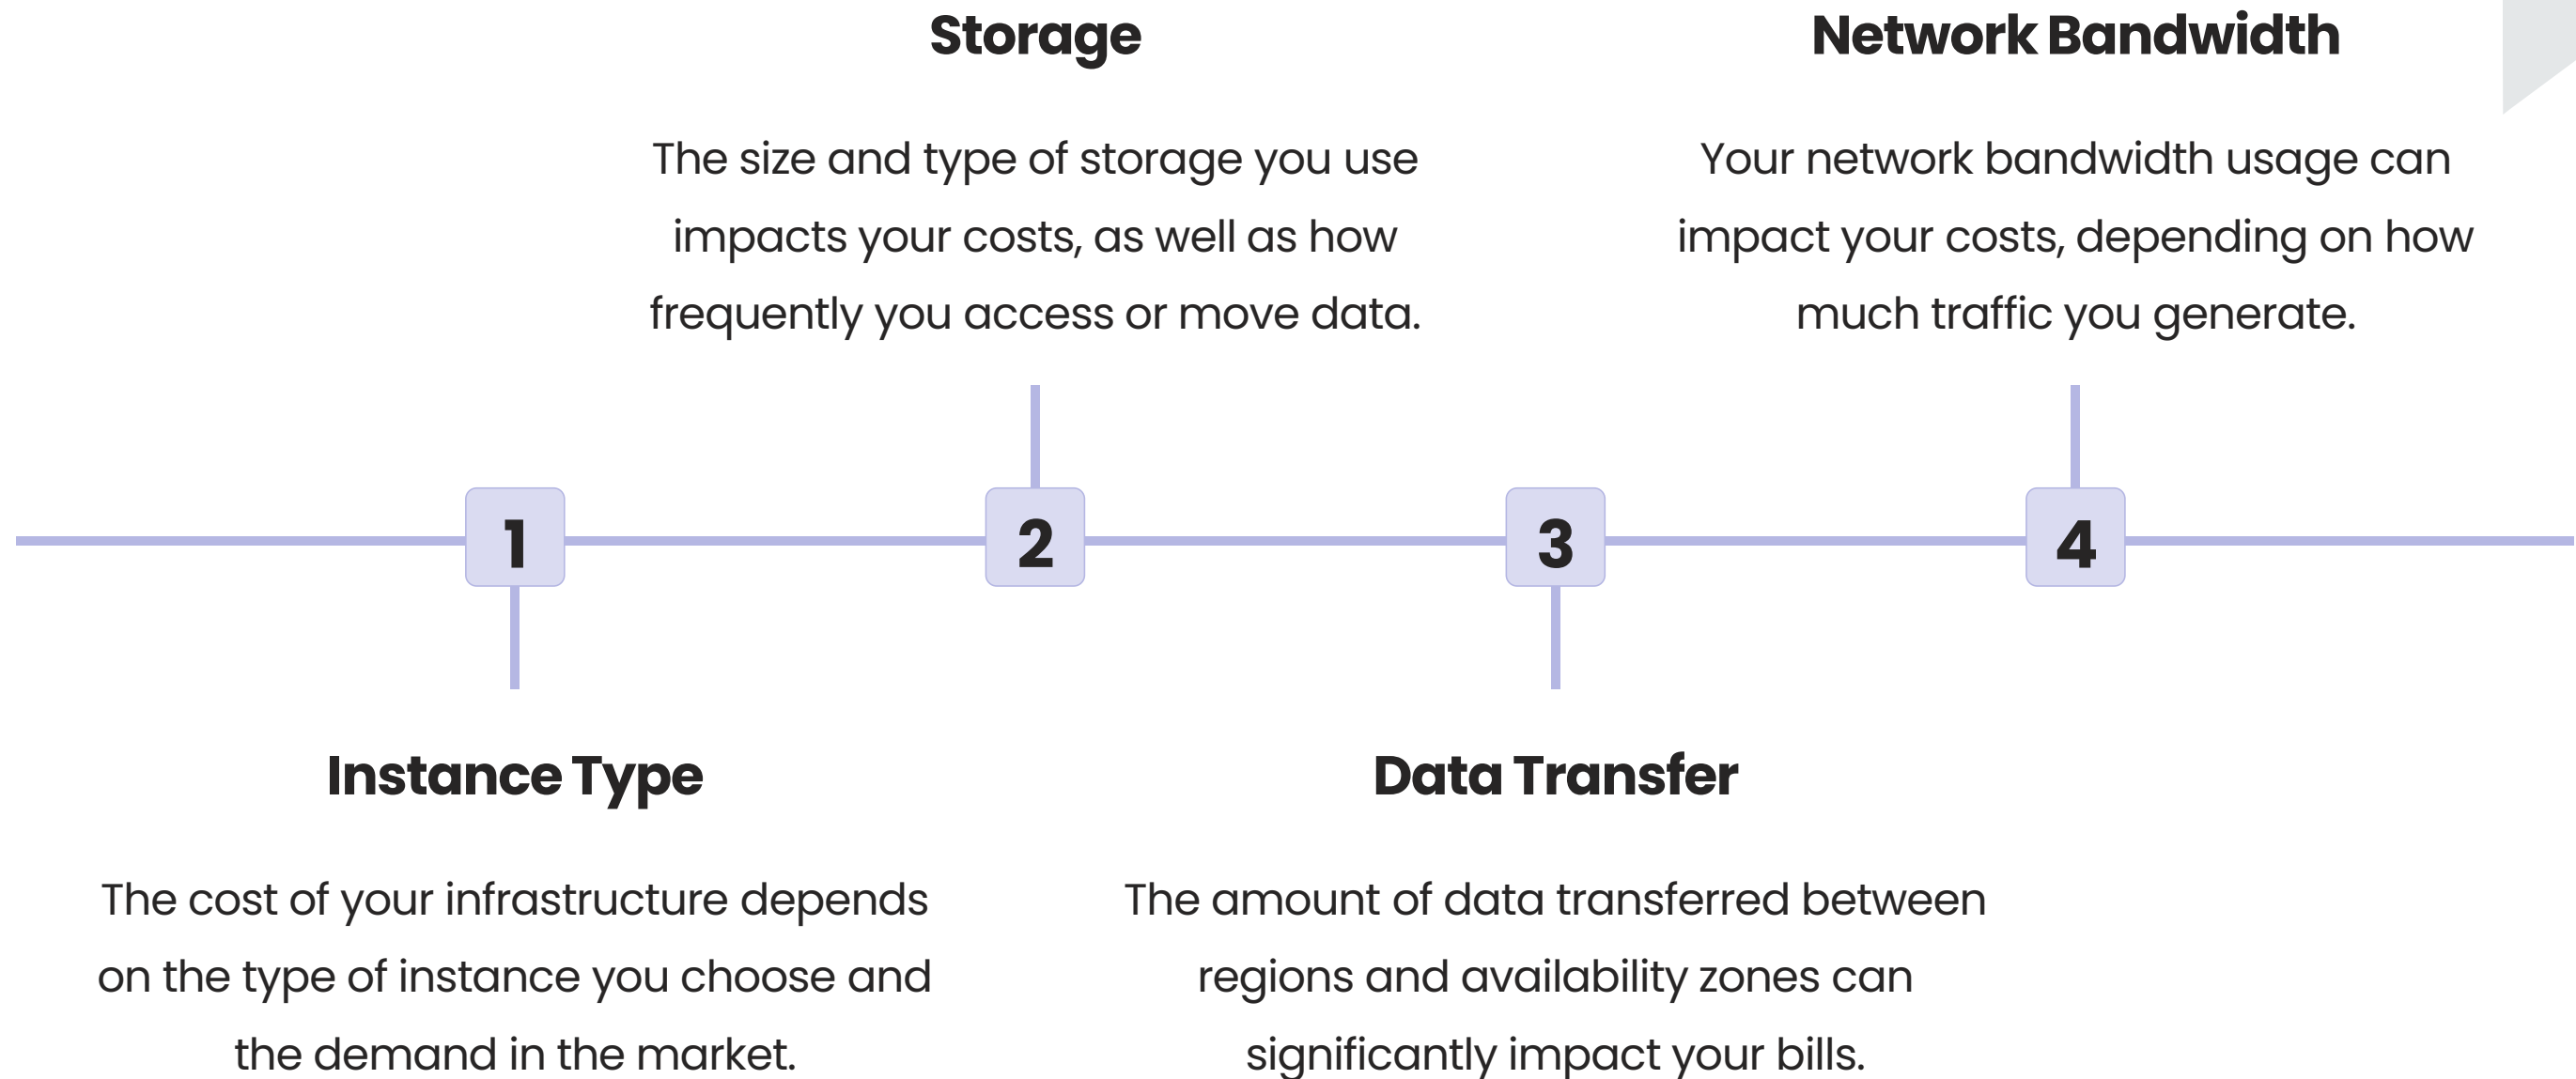 Storage
The size and type of storage you use
impacts your costs, as well as how
frequently you access or move data.
Network Bandwidth
Your network bandwidth usage can
impact your costs, depending on how
much traffic you generate.
1
2
3
4
Instance Type
The cost of your infrastructure depends
on the type of instance you choose and
the demand in the market.
Data Transfer
The amount of data transferred between
regions and availability zones can
significantly impact your bills.